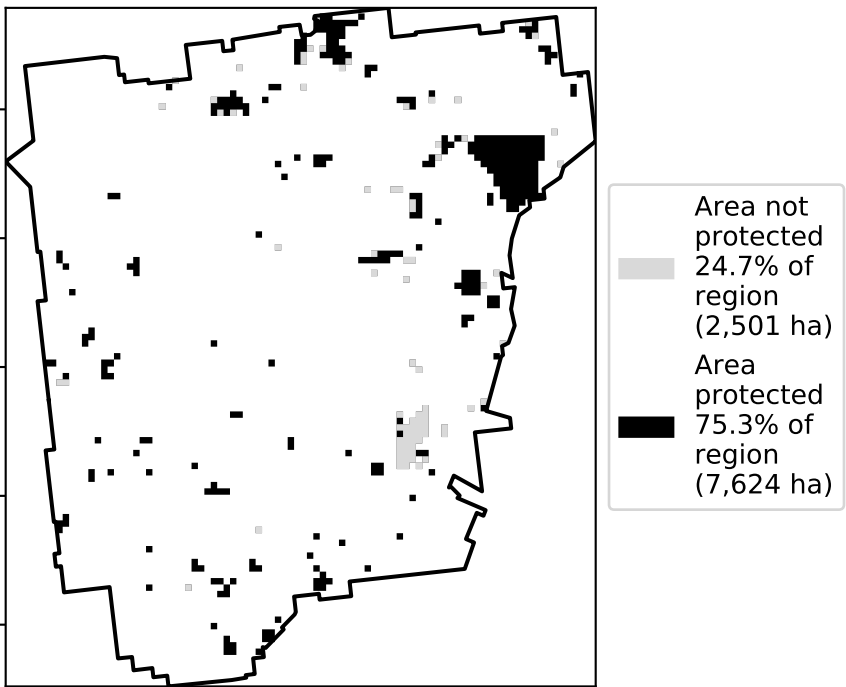 Area not
protected
24.7% of
region
(2,501 ha)
Area
protected
75.3% of
region
(7,624 ha)